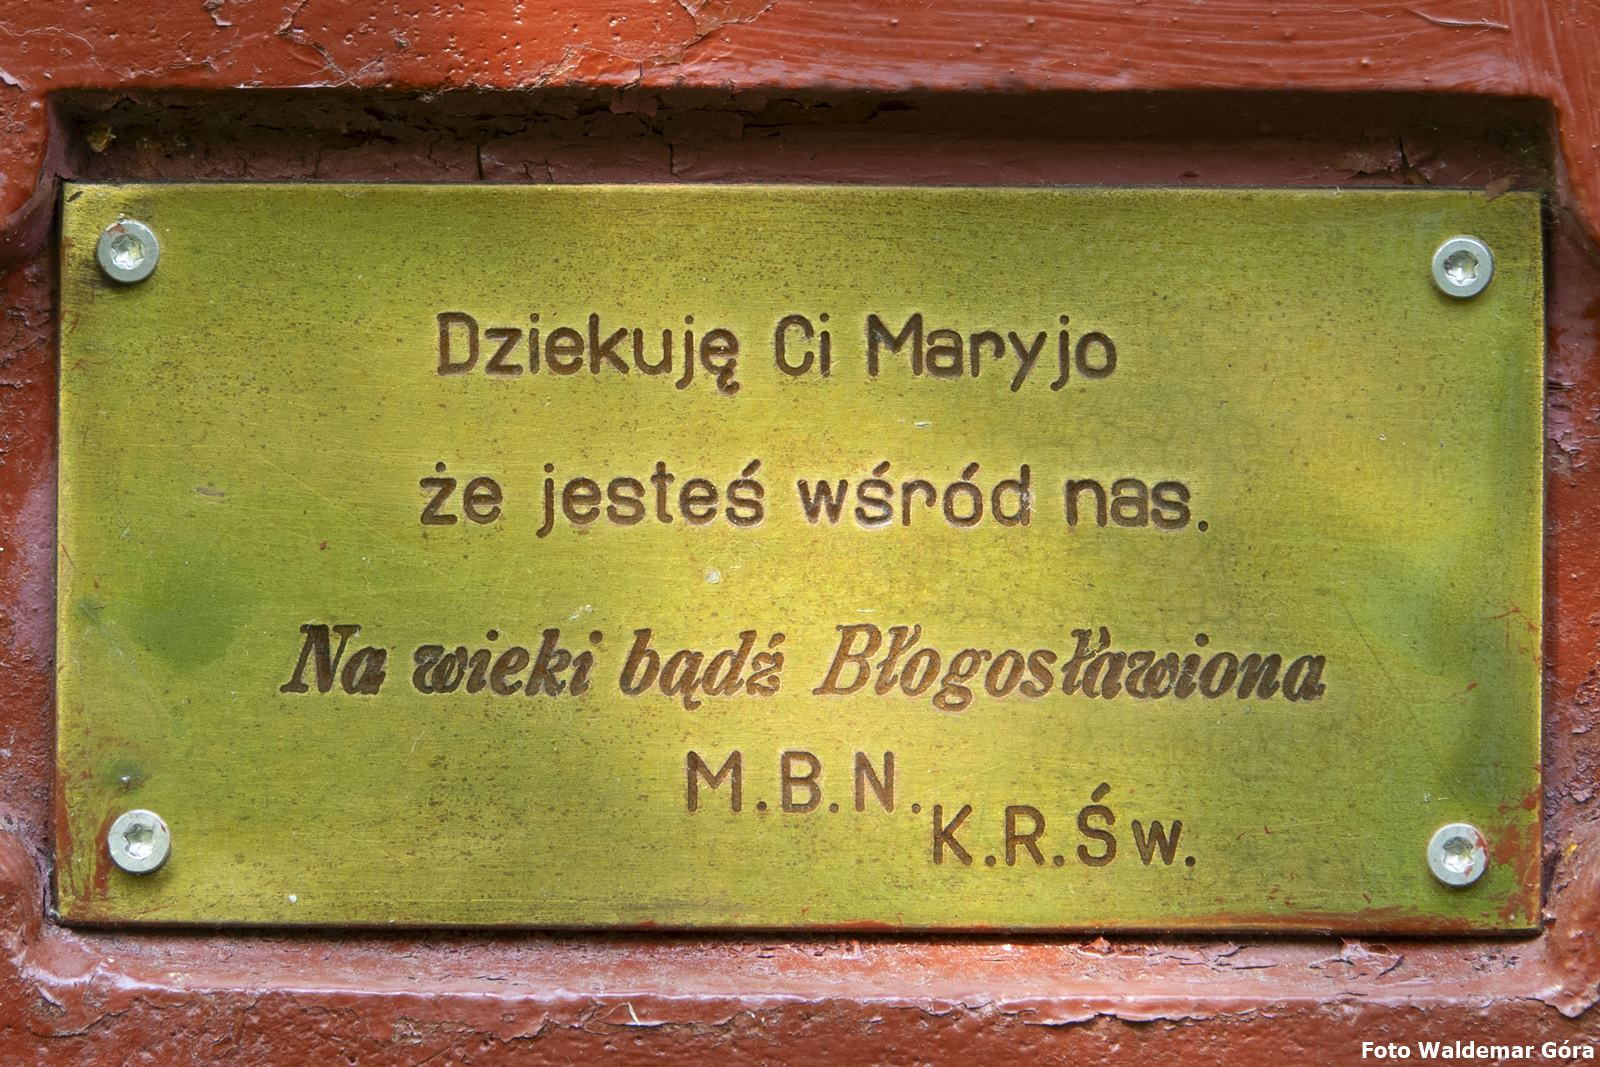 Dziekuję Ci Maryjo
że jesteś wśród nas.
Na wieki bądź Błogosławiona
M.B.N.
K.R.Św.
Foto Waldemar Góra